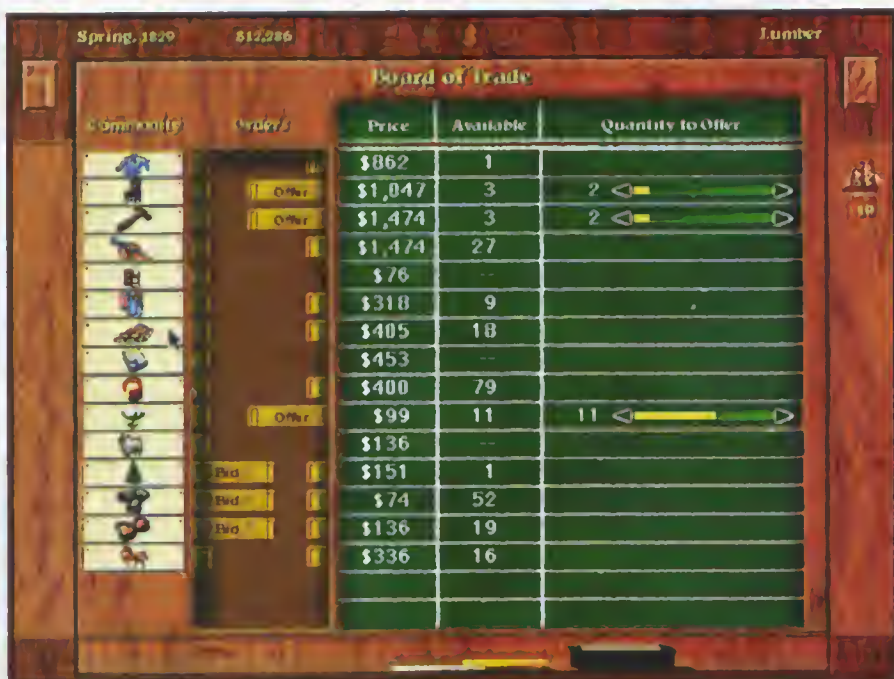 Spring, 1829 $12,286 Lumber
Board of Trade
Commodity Orders Price Available Quantity to Offer
$862 1
Offer $1,047 3 2
Offer $1,474 3 2
$1,474 27
$76 --
$318 9
$405 18
$453 --
$400 79
Offer $99 11 11
$136 --
Bid $151 1
Bid $74 52
Bid $136 19
$336 16